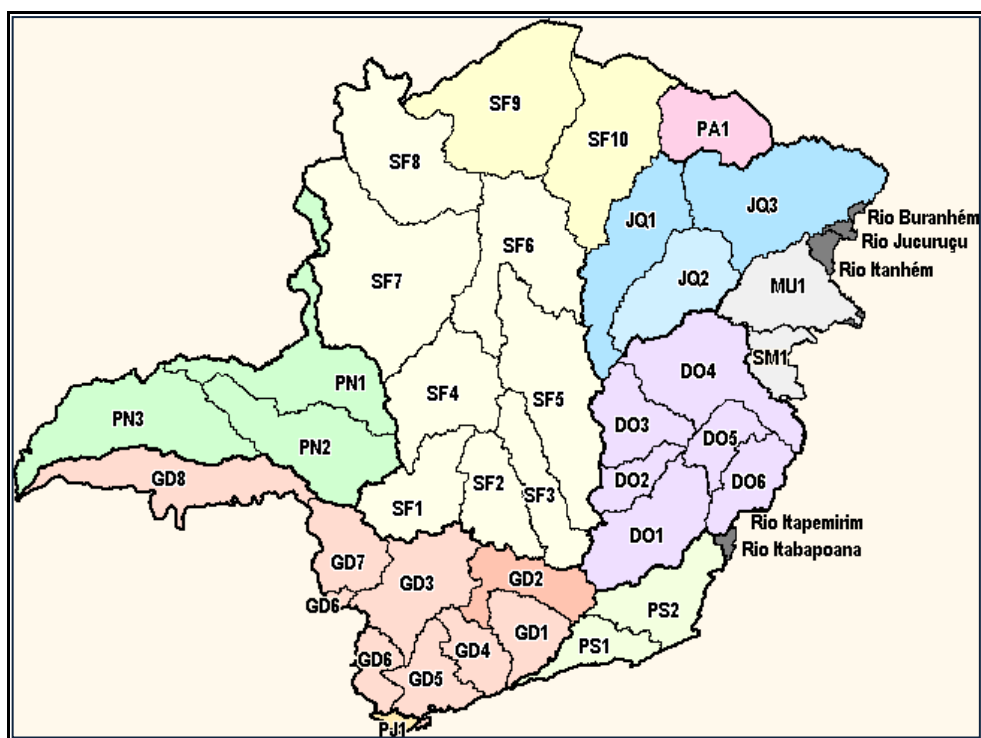 SF9
SF10
PA1
SF8
JQ1
JQ3
Rio Buranhém
Rio Jucuruçu
Rio Itanhém
SF6
SF7
JQ2
MU1
SM1
DO4
PN1
SF4
SF5
PN3
DO3
DO5
PN2
GD8
SF2
DO2
DO6
SF3
SF1
Rio Itapemirim
DO1
Rio Itabapoana
GD7
GD3
GD2
GD6
PS2
GD1
PS1
GD4
GD6
GD5
PJ1